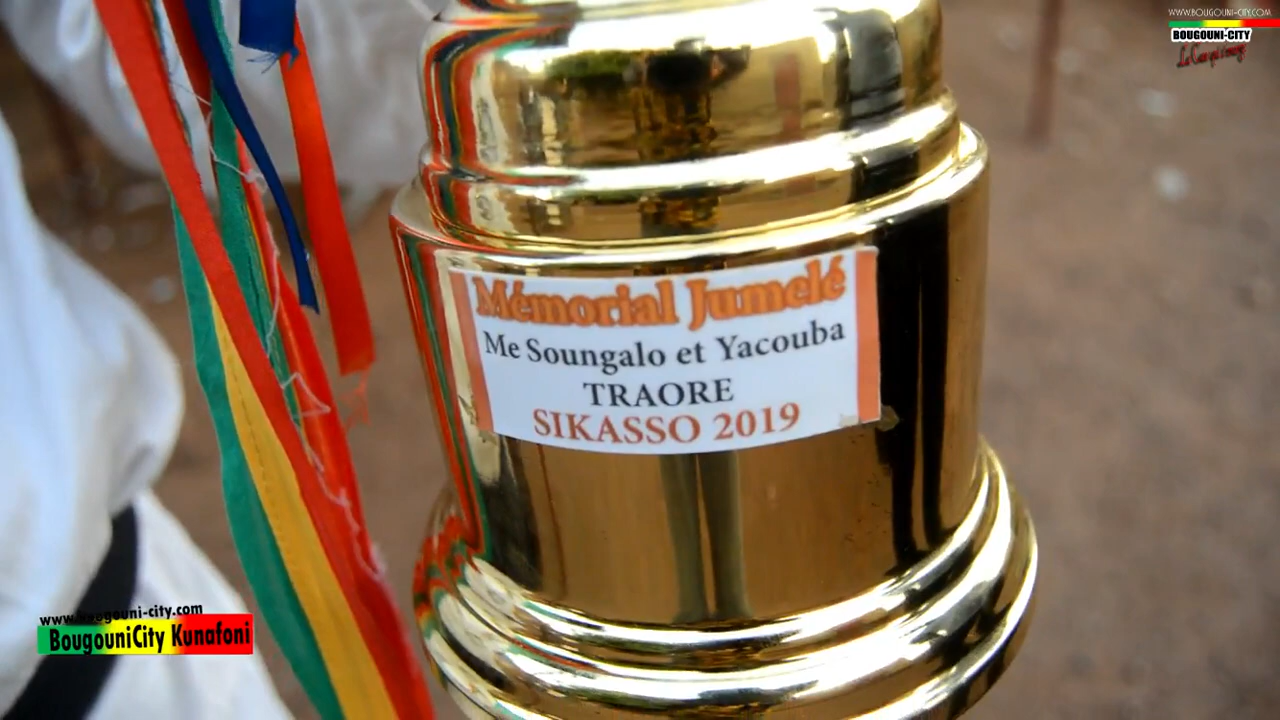 WWW.BOUGOUNI-CITY.COM
BOUGOUNI-CITY
Mémorial Jumelé
Me Soungalo et Yacouba
TRAORE
SIKASSO 2019
www.bougouni-city.com
BougouniCity Kunafoni